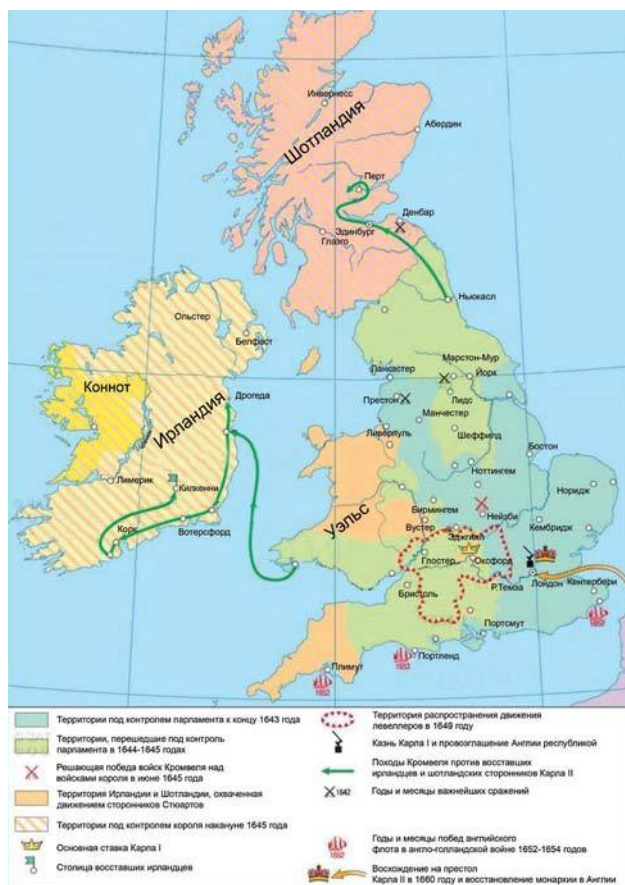 Инвернесс
Шотландия
Абердин
Перт
Денбар
Эдинбург
Глазго
Ньюкасл
Ольстер
Белфаст
Коннот
Ирландия
Дрогеда
Лимерик
Килкенни
Корк
Вотерсфорд
Марстон-Мур
Ланкастер
Йорк
Престон
Лидс
Манчестер
Ливерпуль
Шеффилд
Бостон
Ноттингем
Норидж
Бирмингем
Нейзби
Уэльс
Вустер
Эджхилл
Кембридж
Глостер
Оксфорд
Лондон
Р.Темза
Кентербери
Бристоль
1652
Портсмут
Портленд
1653
Плимут
1652
Территории под контролем парламента к концу 1643 года
Территории, перешедшие под контроль
парламента в 1644-1645 годах
Решающая победа войск Кромвеля над
войсками короля в июне 1645 года
Территория Ирландии и Шотландии, охваченная
движением сторонников Стюартов
Территории под контролем короля накануне 1645 года
Основная ставка Карла I
Столица восставших ирландцев
Территория распространения движения
левеллеров в 1649 году
Казнь Карла I и провозглашение Англии республикой
Походы Кромвеля против восставших
ирландцев и шотландских сторонников Карла II
1642
Годы и месяцы важнейших сражений
1652
Годы и месяцы побед английского
флота в англо-голландской войне 1652-1654 годов
Восхождение на престол
Карла II в 1660 году и восстановление монархии в Англии